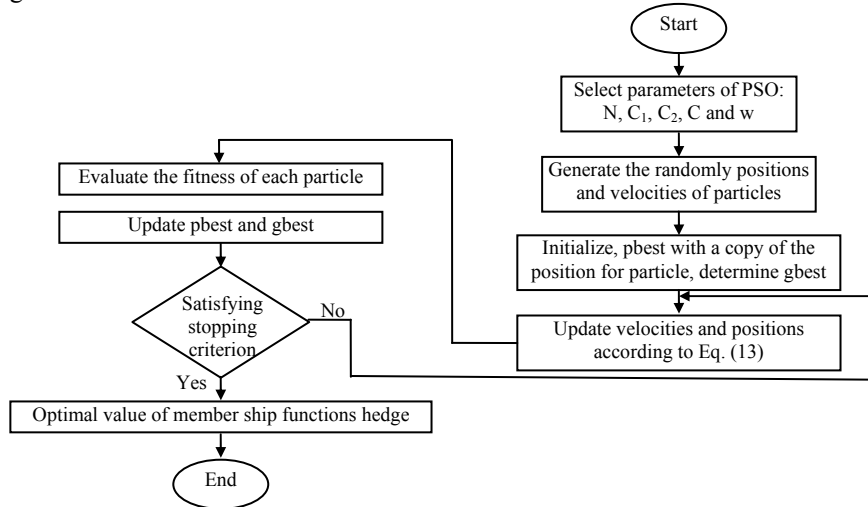 Start
Select parameters of PSO:
N, C₁, C₂, C and w
Generate the randomly positions
and velocities of particles
Initialize, pbest with a copy of the
position for particle, determine gbest
Update velocities and positions
according to Eq. (13)
Evaluate the fitness of each particle
Update pbest and gbest
Satisfying
stopping
criterion
No
Yes
Optimal value of member ship functions hedge
End